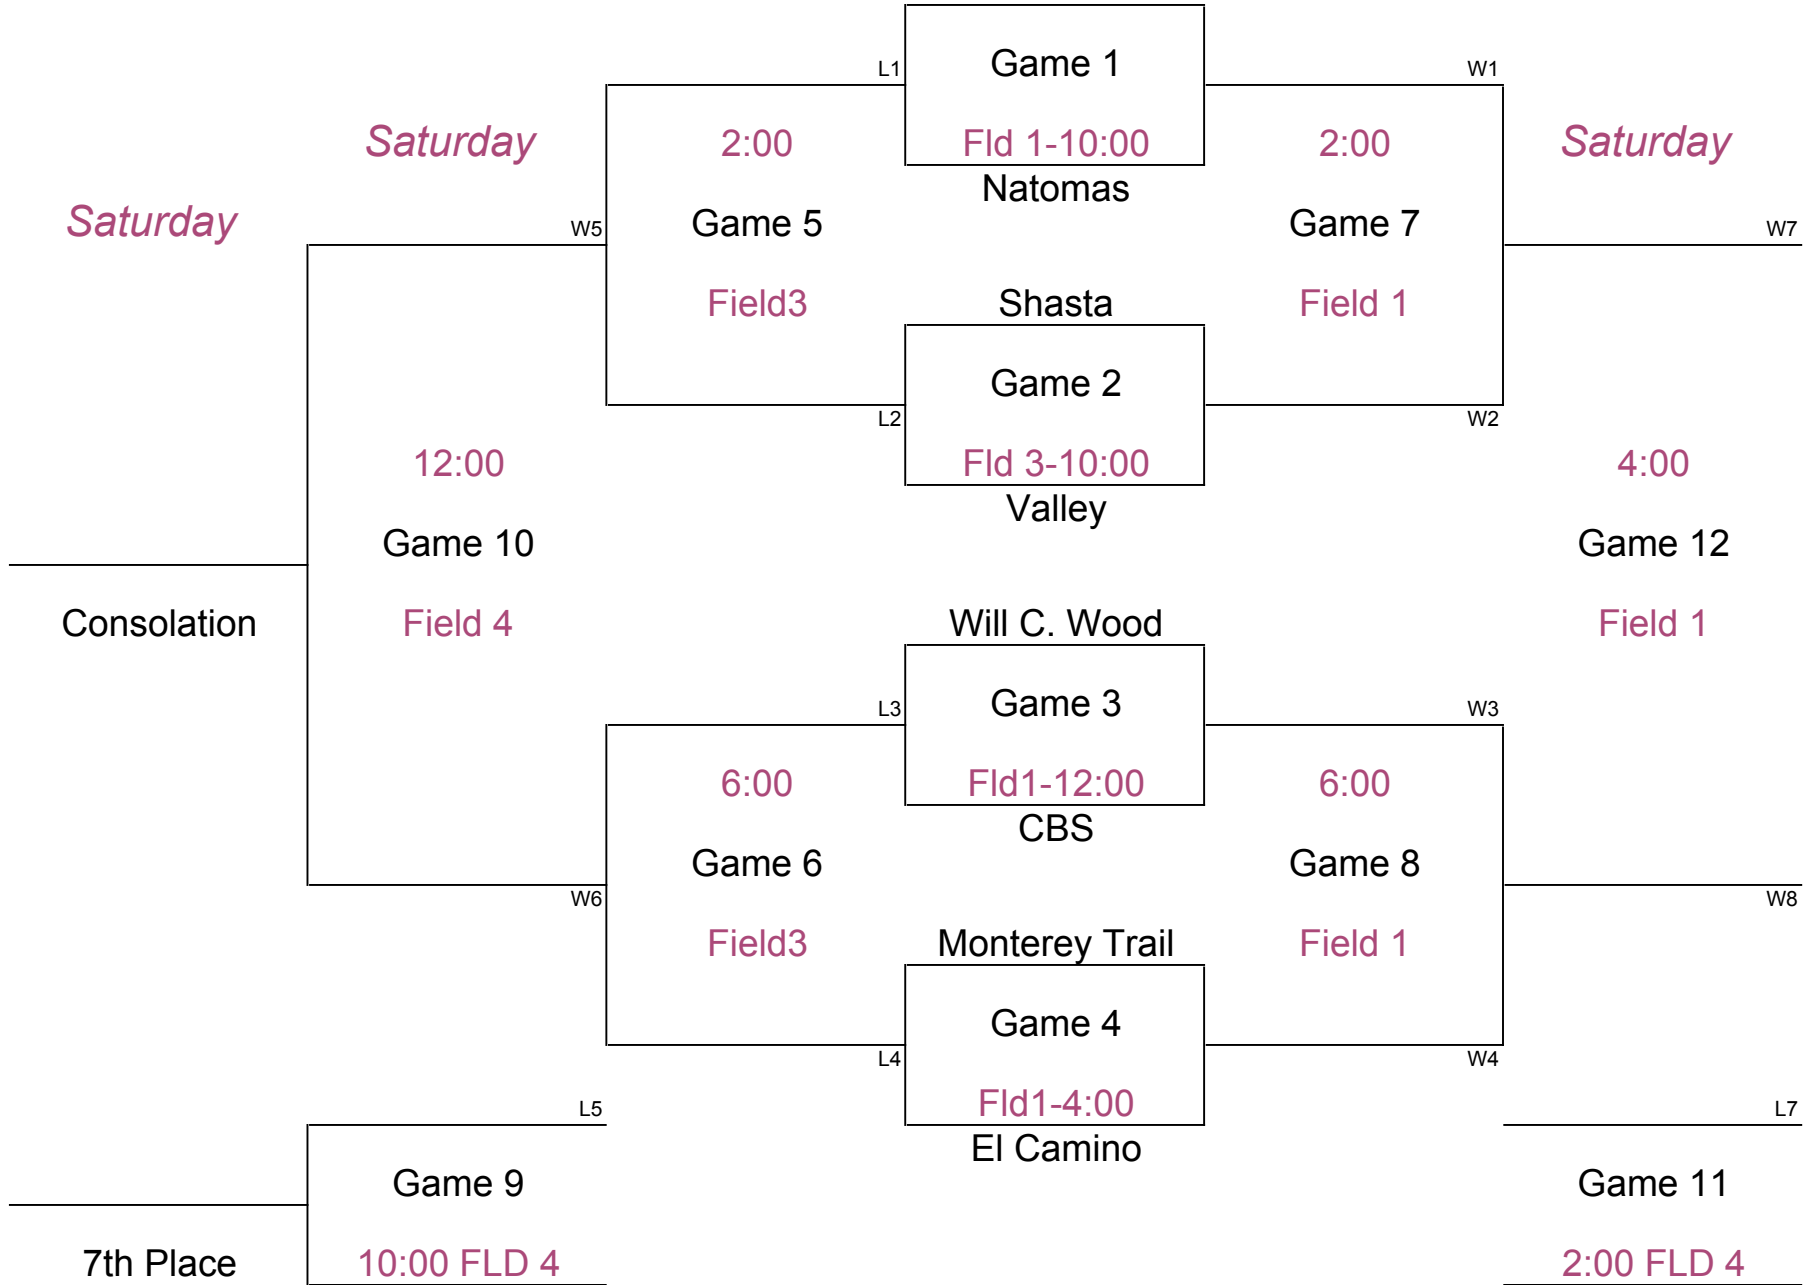 Game 1
L1
W1
Saturday
2:00
Fld 1-10:00
2:00
Saturday
Natomas
Saturday
W5
Game 5
Game 7
W7
Field3
Shasta
Field 1
Game 2
L2
W2
12:00
Fld 3-10:00
4:00
Valley
Game 10
Game 12
Consolation
Field 4
Will C. Wood
Field 1
Game 3
L3
W3
6:00
Fld1-12:00
6:00
CBS
Game 6
Game 8
W6
W8
Field3
Monterey Trail
Field 1
Game 4
L4
W4
L5
Fld1-4:00
L7
El Camino
Game 9
Game 11
7th Place
10:00 FLD 4
2:00 FLD 4